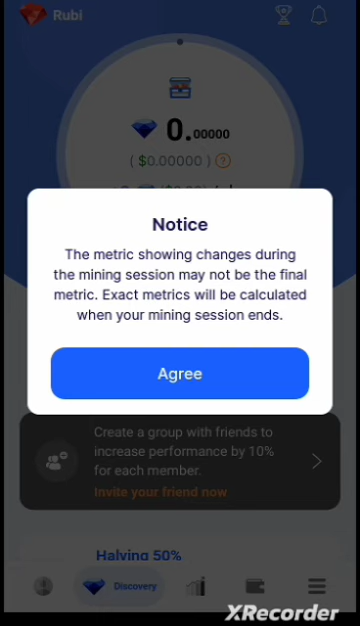 Rubi
0.00000
( $0.00000 ) ?
Notice
The metric showing changes during
the mining session may not be the final
metric. Exact metrics will be calculated
when your mining session ends.
Agree
Create a group with friends to
increase performance by 10%
for each member.
Invite your friend now
Halving 50%
Discovery
XRecorder